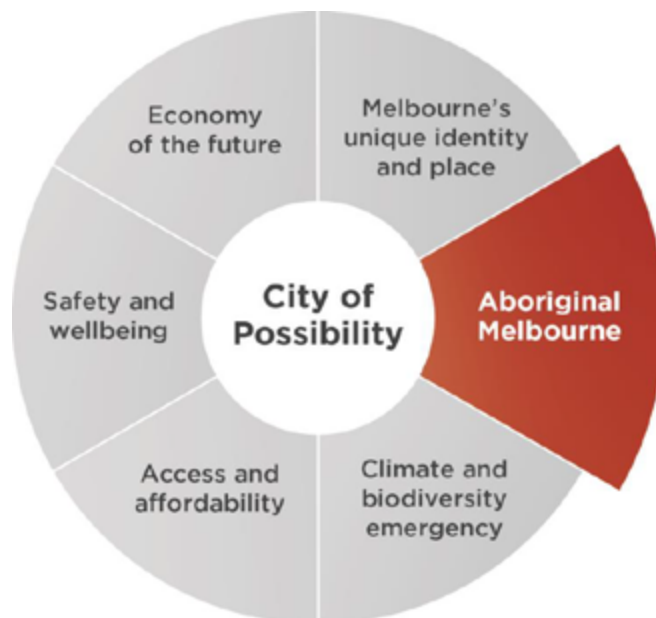 Economy
of the future
Melbourne's
unique identity
and place
Safety and
wellbeing
City of
Possibility
Aboriginal
Melbourne
Access and
affordability
Climate and
biodiversity
emergency